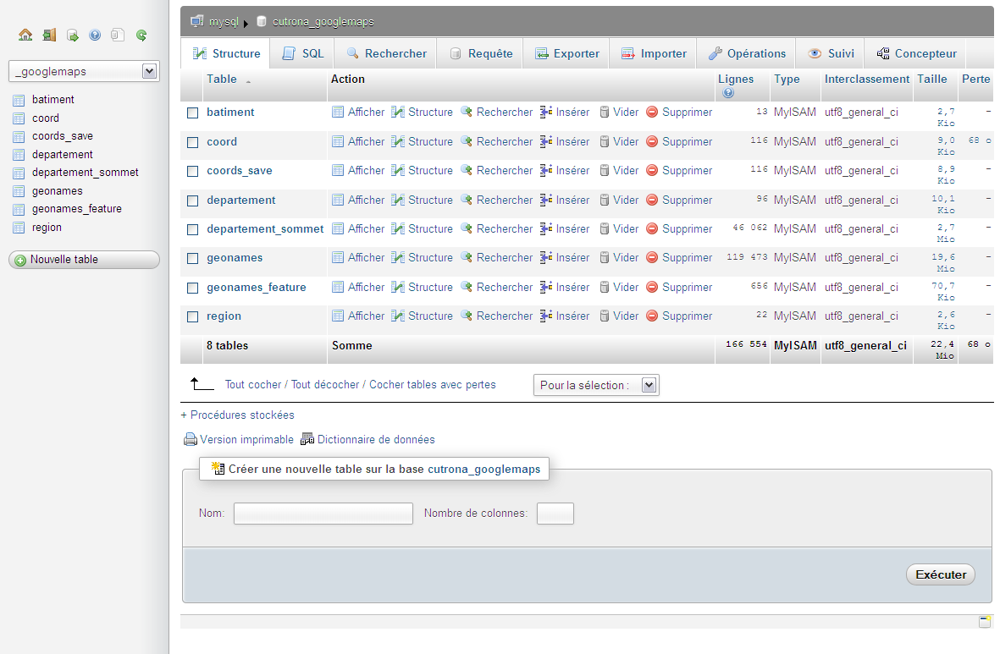 mysql cutrona_googlemaps
_googlemaps
batiment
coord
coords_save
departement
departement_sommet
geonames
geonames_feature
region
Nouvelle table
Structure SQL Rechercher Requête Exporter Importer Opérations Suivi Concepteur
Table Action Lignes Type Interclassement Taille Perte
batiment Afficher Structure Rechercher Insérer Vider Supprimer 13 MyISAM utf8_general_ci 2,7 -
Kio
coord Afficher Structure Rechercher Insérer Vider Supprimer 116 MyISAM utf8_general_ci 9,0 68 o
Kio
coords_save Afficher Structure Rechercher Insérer Vider Supprimer 116 MyISAM utf8_general_ci 8,9 -
Kio
departement Afficher Structure Rechercher Insérer Vider Supprimer 96 MyISAM utf8_general_ci 10,1 -
Kio
departement_sommet Afficher Structure Rechercher Insérer Vider Supprimer 46 062 MyISAM utf8_general_ci 2,7 -
Mio
geonames Afficher Structure Rechercher Insérer Vider Supprimer 119 473 MyISAM utf8_general_ci 19,6 -
Mio
geonames_feature Afficher Structure Rechercher Insérer Vider Supprimer 656 MyISAM utf8_general_ci 70,7 -
Kio
region Afficher Structure Rechercher Insérer Vider Supprimer 22 MyISAM utf8_general_ci 2,6 -
Kio
8 tables Somme 166 554 MyISAM utf8_general_ci 22,4 68 o
Mio
Tout cocher / Tout décocher / Cocher tables avec pertes Pour la sélection :
+ Procédures stockées
Version imprimable Dictionnaire de données
Créer une nouvelle table sur la base cutrona_googlemaps
Nom: Nombre de colonnes:
Exécuter